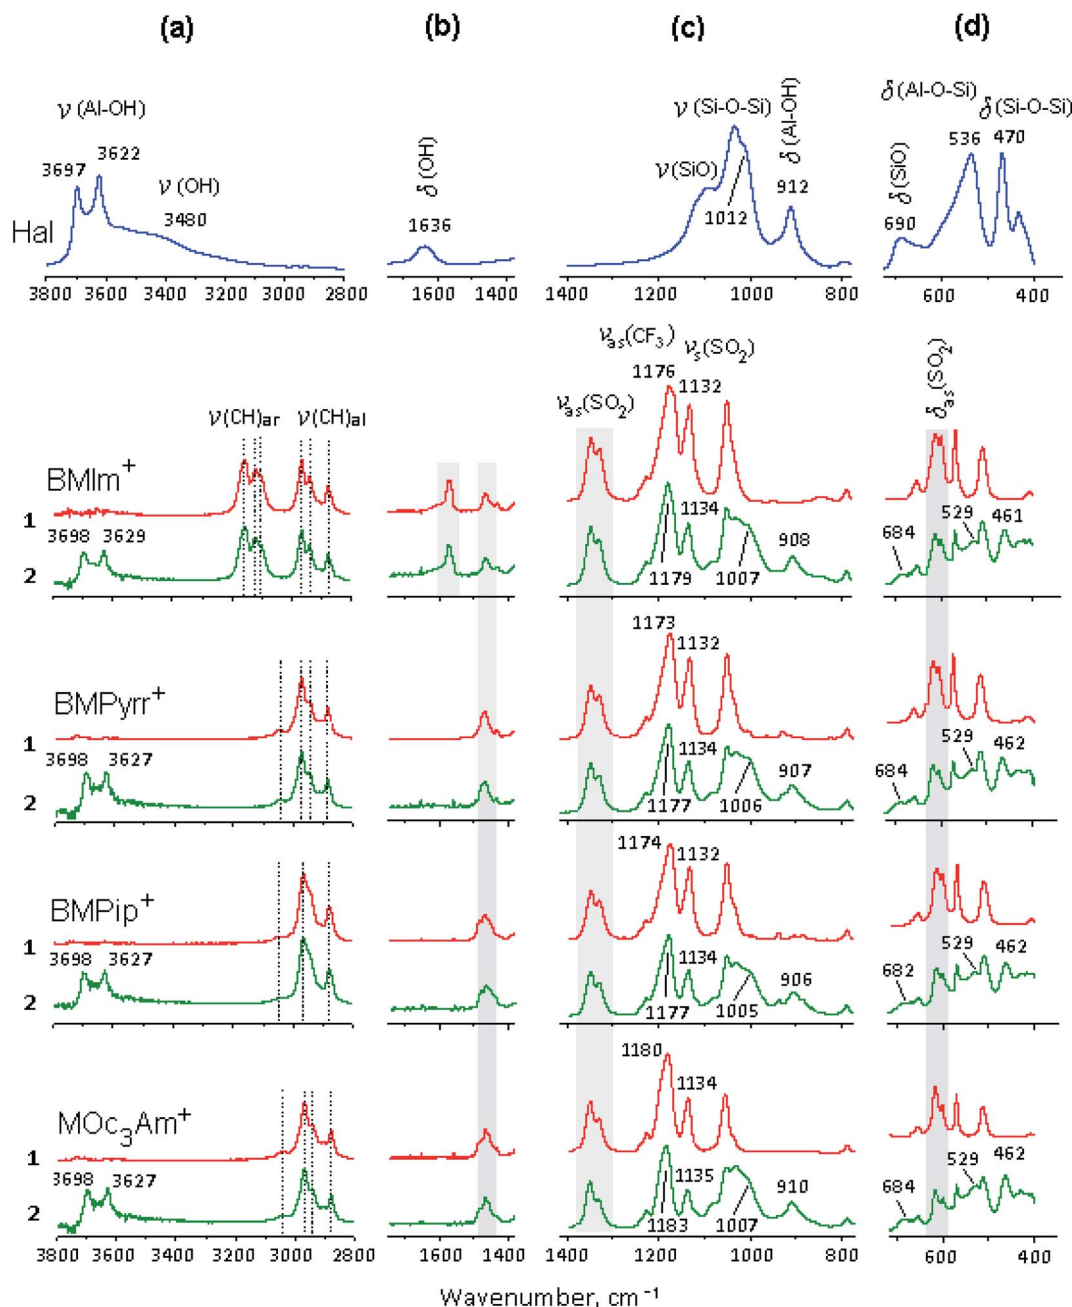 (a) (b) (c) (d)
ν(Al-OH) ν(Si-O-Si) δ(Al-OH) δ(Al-O-Si) δ(Si-O-Si)
3697 3622 ν(OH) 3480 δ(OH) 1636 ν(SiO) 1012 912 δ(SiO) 690 536 470
Hal
3800 3600 3400 3200 3000 2800 1600 1400 1400 1200 1000 800 600 400
νas(CF3) νs(SO2)
1176 1132
νas(SO2) δas(SO2)
ν(CH)ar ν(CH)al
BMIm+
1
3698 3629 1134 908 684 529 461
2
1179 1007
1173 1132
BMPyrr+
1
3698 3627 1134 907 684 529 462
2
1177 1006
1174 1132
BMPip+
1
3698 3627 1134 906 682 529 462
2
1177 1005
1180 1134
MOc3Am+
1
3698 3627 1135 910 684 529 462
2
1183 1007
3800 3600 3400 3200 3000 2800 1600 1400 1400 1200 1000 800 600 400
Wavenumber, cm−1